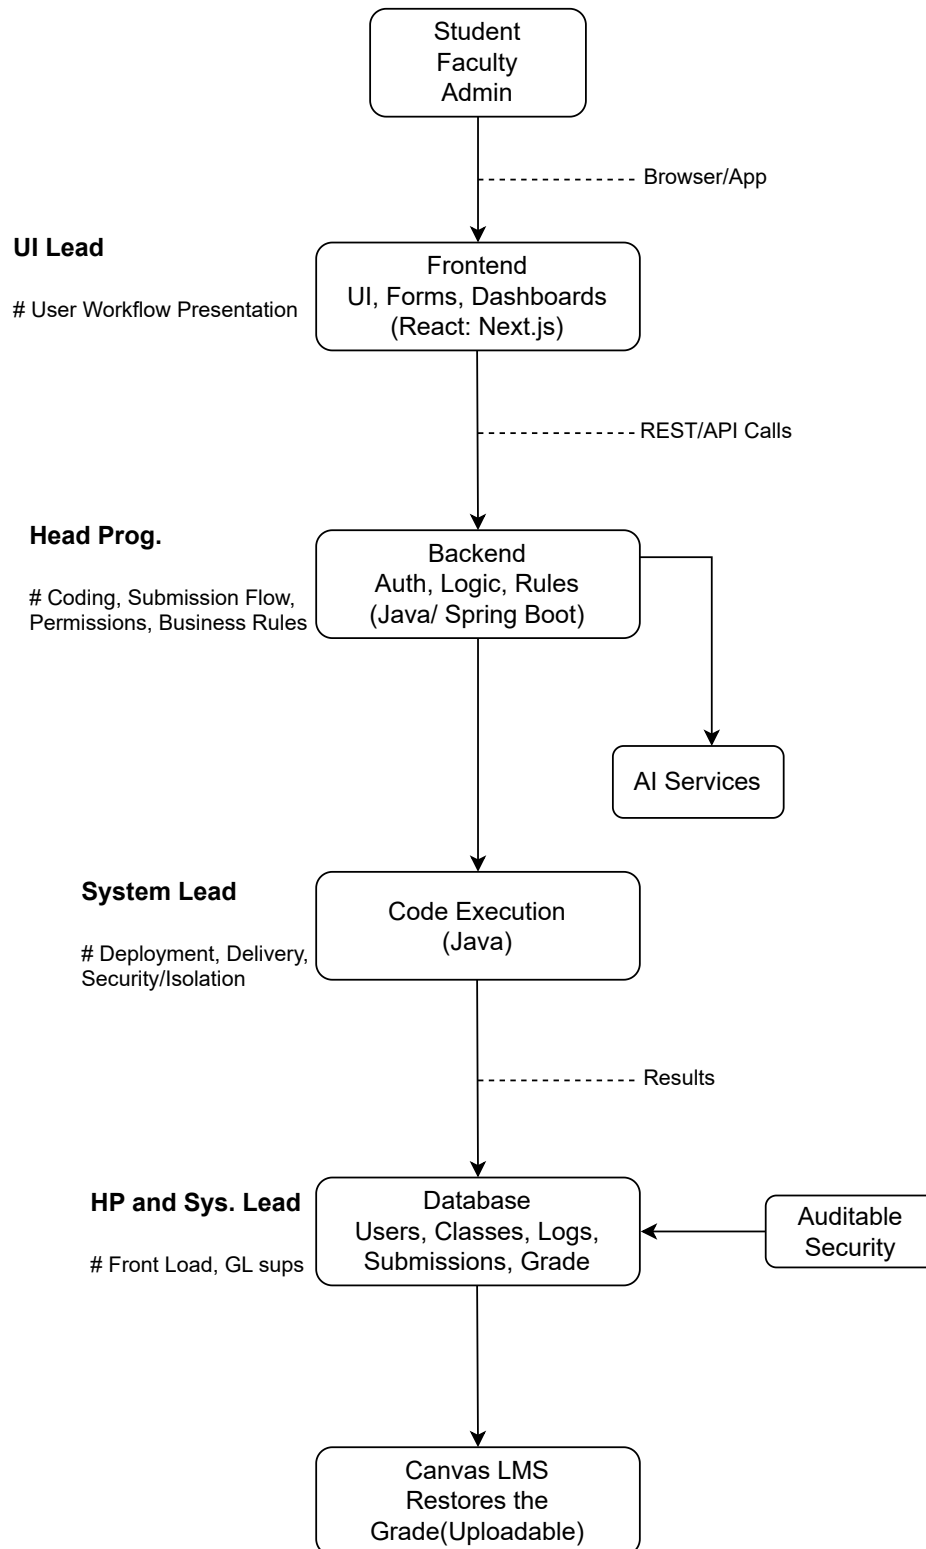 Student
Faculty
Admin
Browser/App
UI Lead
# User Workflow Presentation
Frontend
UI, Forms, Dashboards
(React: Next.js)
REST/API Calls
Head Prog.
# Coding, Submission Flow,
Permissions, Business Rules
Backend
Auth, Logic, Rules
(Java/ Spring Boot)
AI Services
System Lead
# Deployment, Delivery,
Security/Isolation
Code Execution
(Java)
Results
HP and Sys. Lead
# Front Load, GL sups
Database
Users, Classes, Logs,
Submissions, Grade
Auditable
Security
Canvas LMS
Restores the
Grade(Uploadable)